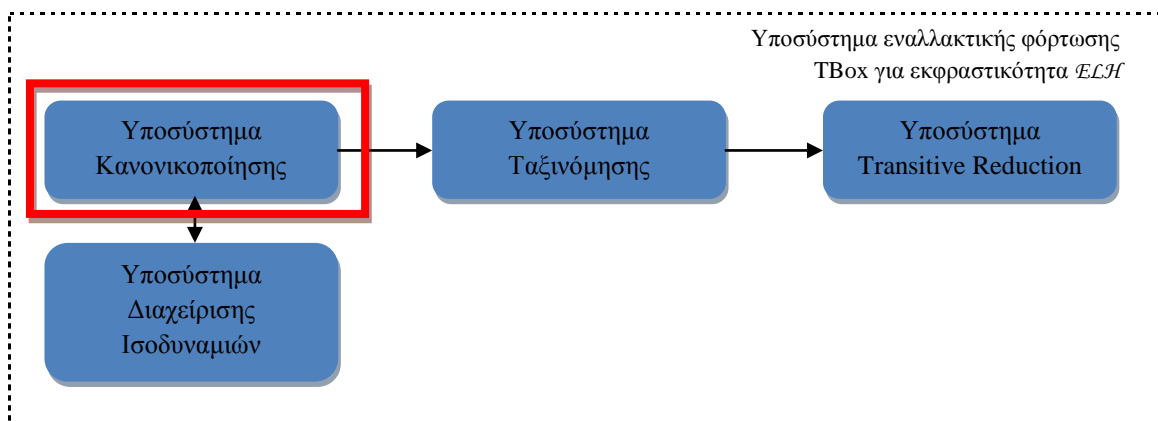 Υποσύστημα εναλλακτικής φόρτωσης
TBox για εκφραστικότητα ℰℒℋ
Υποσύστημα
Κανονικοποίησης
Υποσύστημα
Ταξινόμησης
Υποσύστημα
Transitive Reduction
Υποσύστημα
Διαχείρισης
Ισοδυναμιών